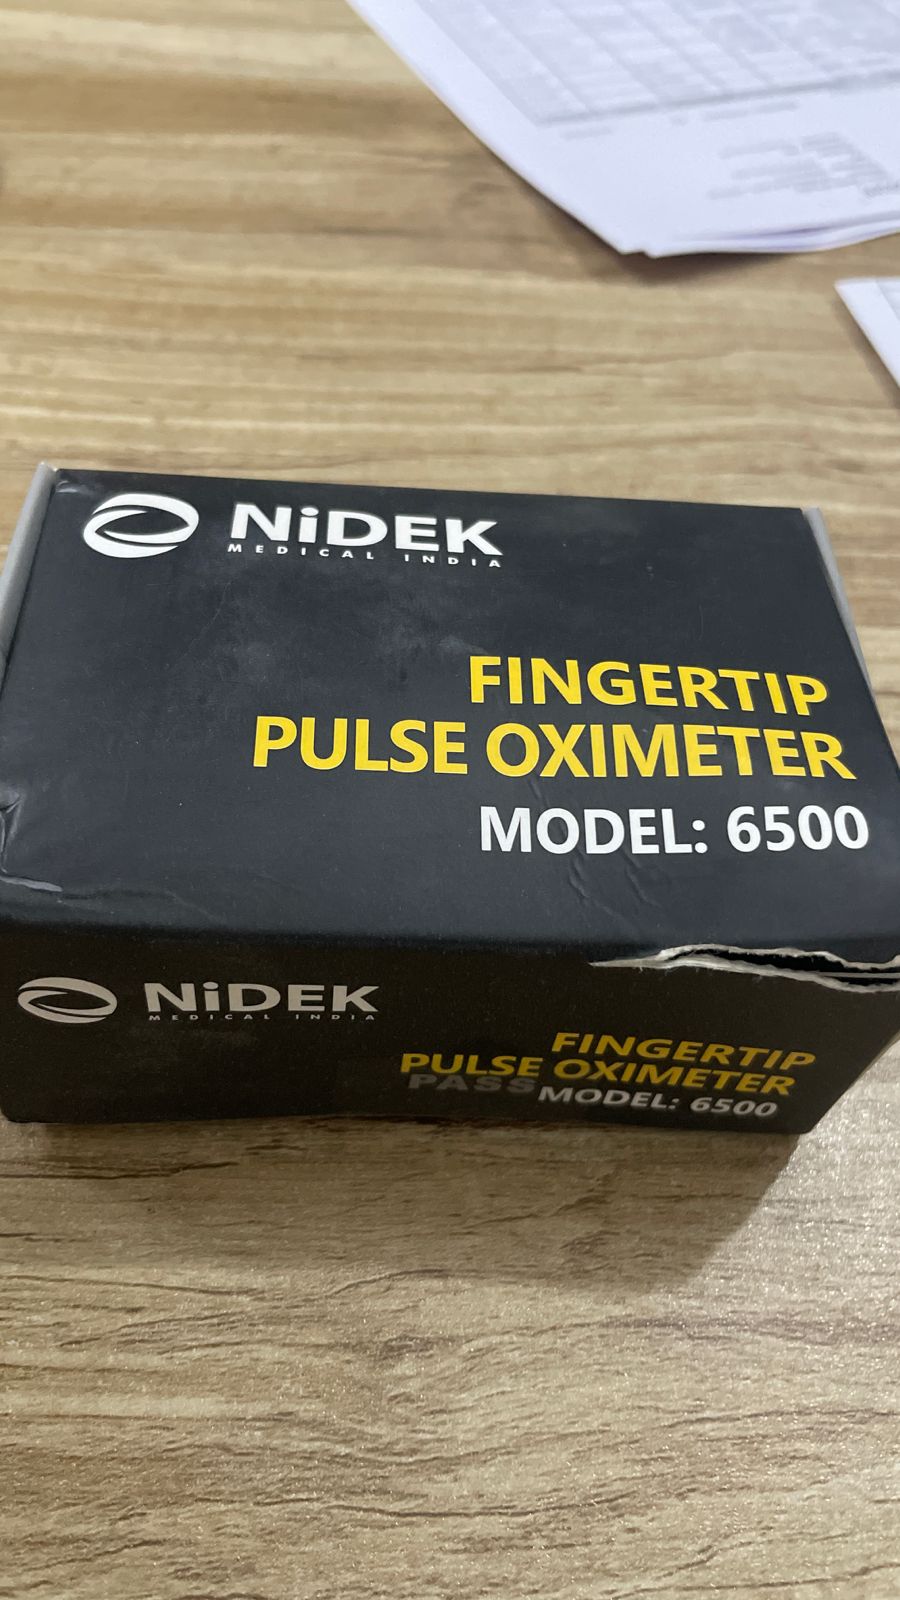 NiDEK
MEDICAL INDIA
FINGERTIP
PULSE OXIMETER
MODEL: 6500
NiDEK
MEDICAL INDIA
FINGERTIP
PULSE OXIMETER
PASS
MODEL: 6500